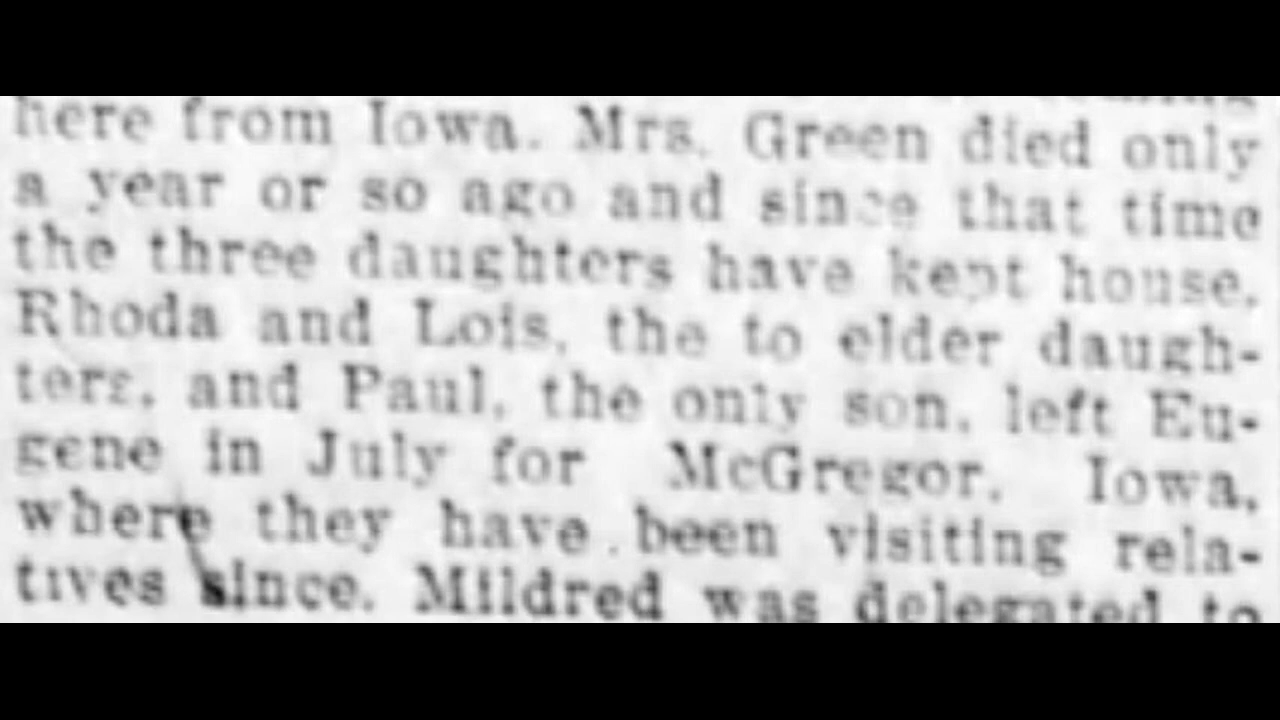 here from Iowa. Mrs. Green died only
a year or so ago and since that time
the three daughters have kept house.
Rhoda and Lois, the to elder daugh-
ters, and Paul, the only son, left Eu-
gene in July for McGregor, Iowa,
where they have been visiting rela-
tives since. Mildred was delegated to